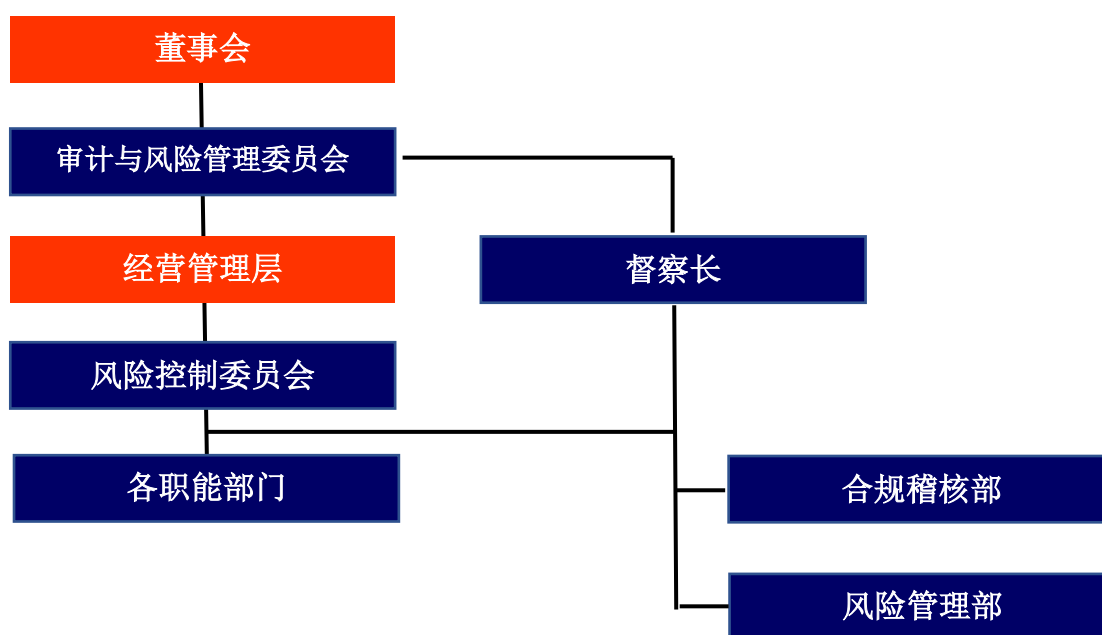 董事会
审计与风险管理委员会
经营管理层
督察长
风险控制委员会
各职能部门
合规稽核部
风险管理部